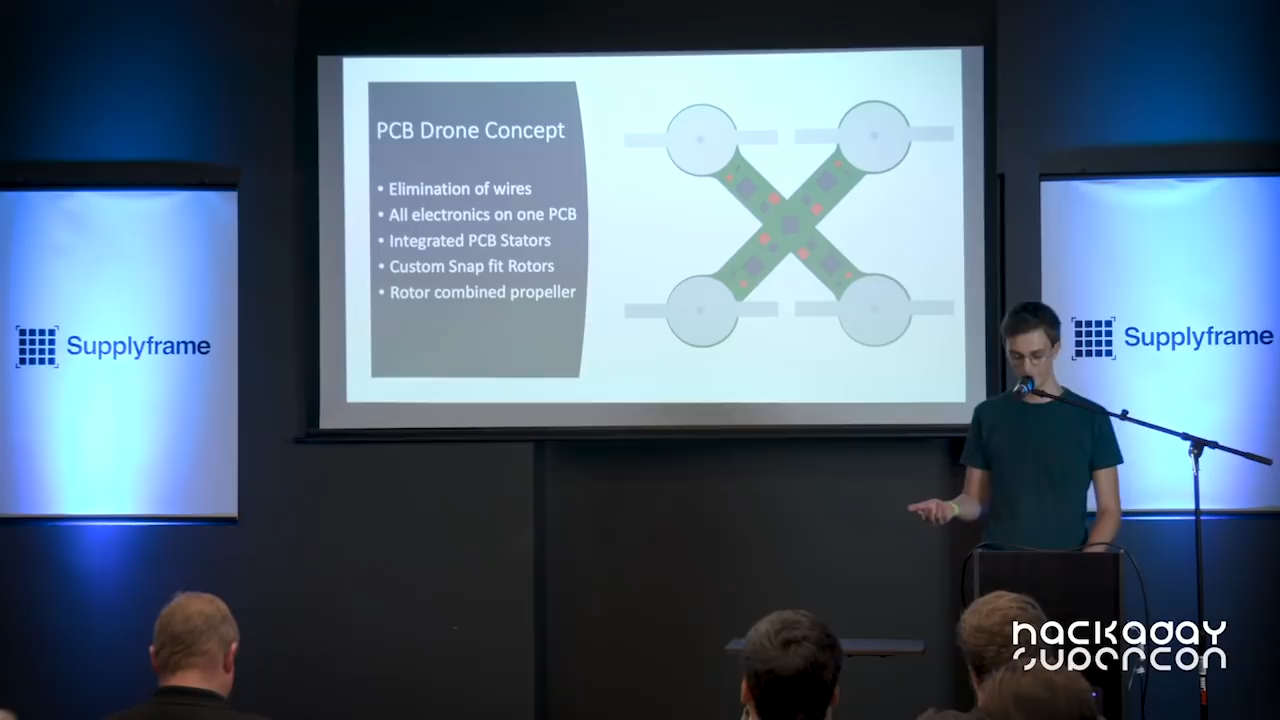 PCB Drone Concept
• Elimination of wires
• All electronics on one PCB
• Integrated PCB Stators
• Custom Snap fit Rotors
• Rotor combined propeller
Supplyframe
Supplyframe
hackaday
supercon